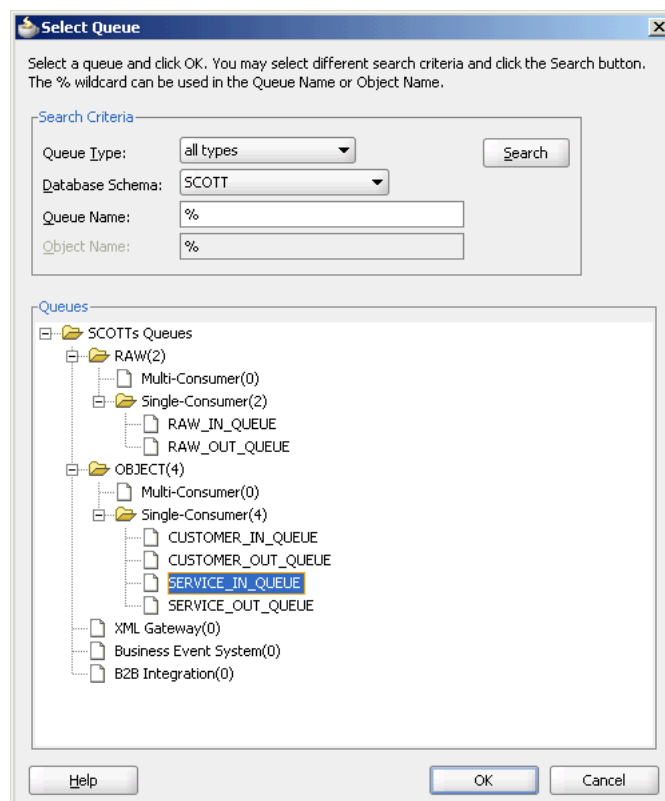 Select Queue
Select a queue and click OK. You may select different search criteria and click the Search button.
The % wildcard can be used in the Queue Name or Object Name.
Search Criteria
Queue Type: all types Search
Database Schema: SCOTT
Queue Name: %
Object Name: %
Queues
SCOTTs Queues
RAW(2)
Multi-Consumer(0)
Single-Consumer(2)
RAW_IN_QUEUE
RAW_OUT_QUEUE
OBJECT(4)
Multi-Consumer(0)
Single-Consumer(4)
CUSTOMER_IN_QUEUE
CUSTOMER_OUT_QUEUE
SERVICE_IN_QUEUE
SERVICE_OUT_QUEUE
XML Gateway(0)
Business Event System(0)
B2B Integration(0)
Help OK Cancel